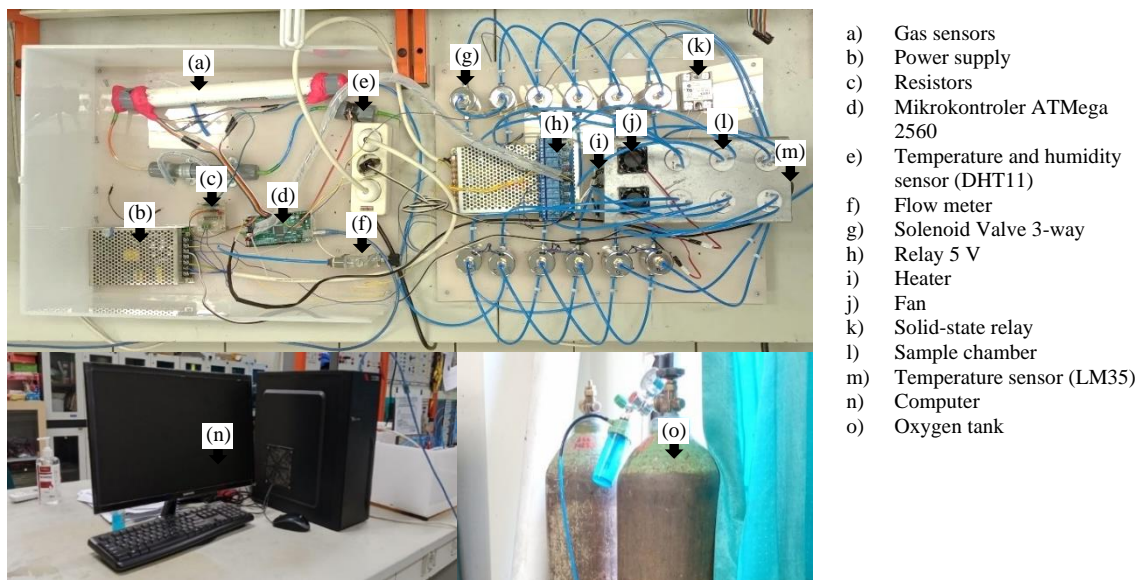 (a)
(b)
(c)
(d)
(e)
(f)
(g)
(h)
(i)
(j)
(k)
(l)
(m)
(n)
(o)
a) Gas sensors
b) Power supply
c) Resistors
d) Mikrokontroler ATMega
2560
e) Temperature and humidity
sensor (DHT11)
f) Flow meter
g) Solenoid Valve 3-way
h) Relay 5 V
i) Heater
j) Fan
k) Solid-state relay
l) Sample chamber
m) Temperature sensor (LM35)
n) Computer
o) Oxygen tank